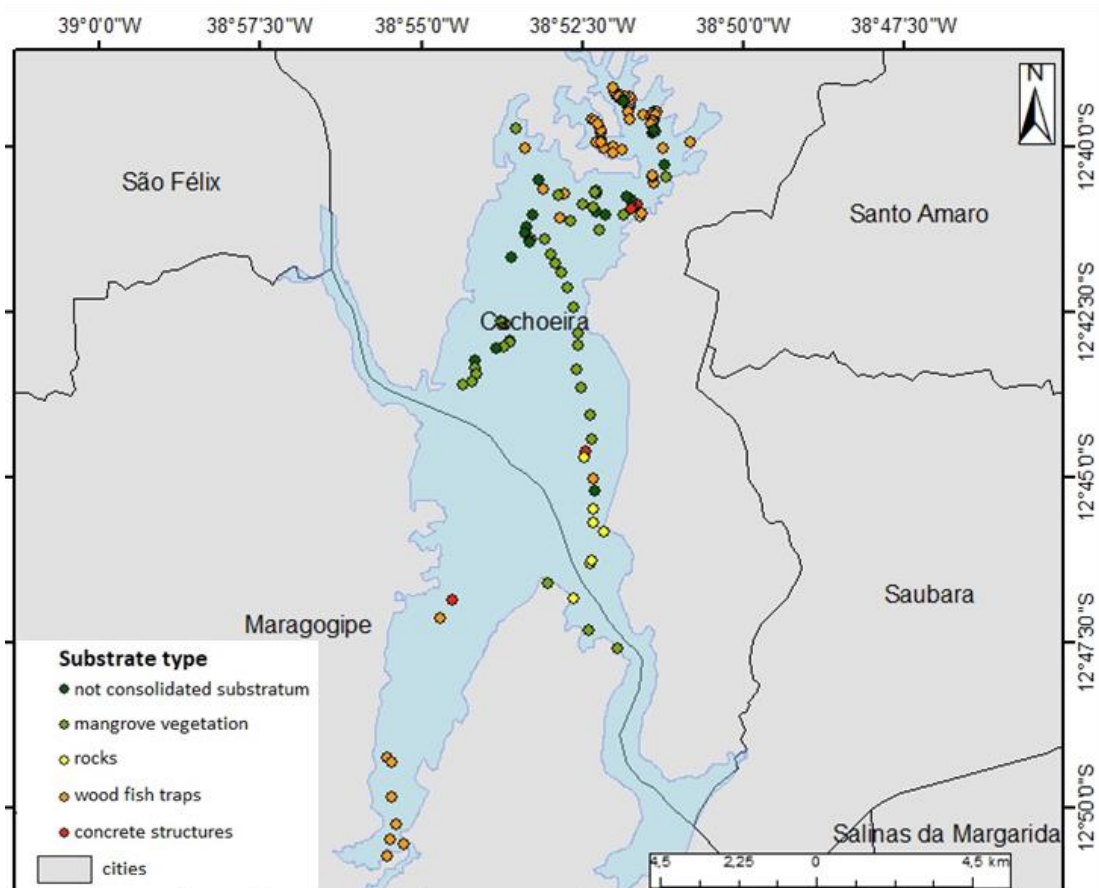 39°0'0"W 38°57'30"W 38°55'0"W 38°52'30"W 38°50'0"W 38°47'30"W
N
12°40'0"S
São Félix
Santo Amaro
12°42'30"S
Cachoeira
12°45'0"S
Saubara
Maragogipe
12°47'30"S
Substrate type
not consolidated substratum
mangrove vegetation
rocks
wood fish traps
concrete structures
cities
12°50'0"S
Salinas da Margarida
4,5 2,25 0 4,5 km